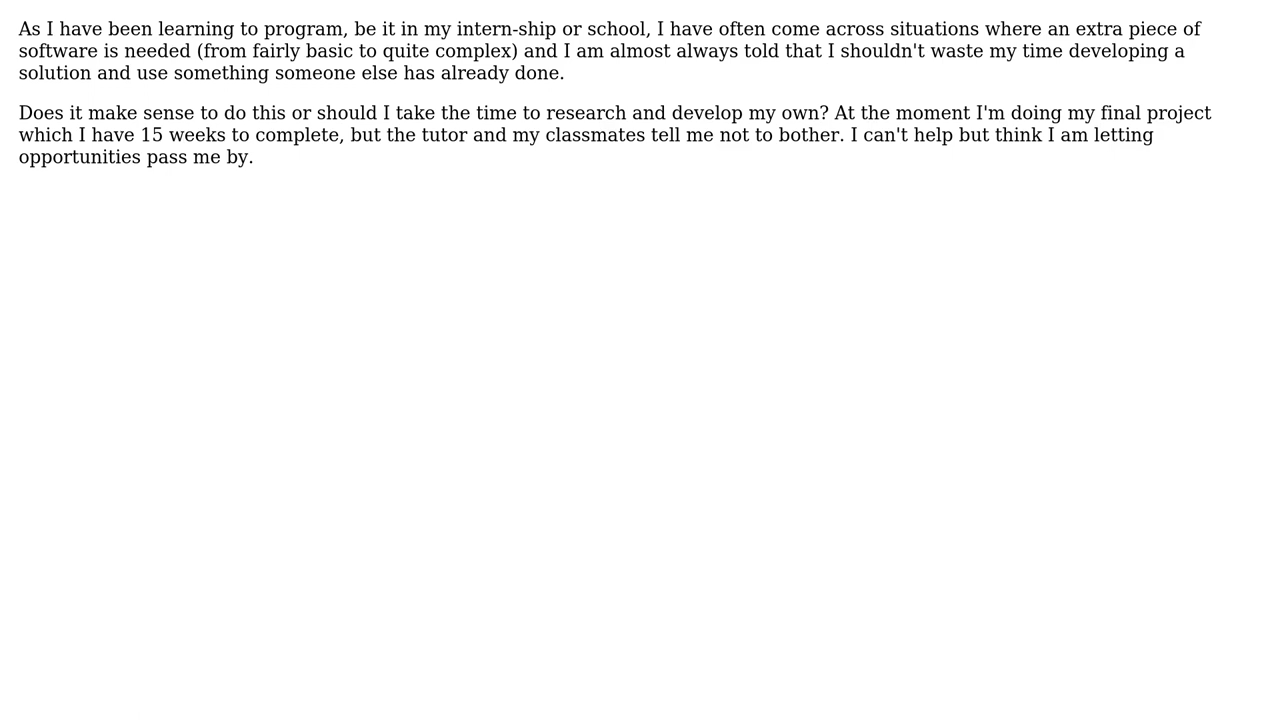 As I have been learning to program, be it in my intern-ship or school, I have often come across situations where an extra piece of
software is needed (from fairly basic to quite complex) and I am almost always told that I shouldn't waste my time developing a
solution and use something someone else has already done.
Does it make sense to do this or should I take the time to research and develop my own? At the moment I'm doing my final project
which I have 15 weeks to complete, but the tutor and my classmates tell me not to bother. I can't help but think I am letting
opportunities pass me by.